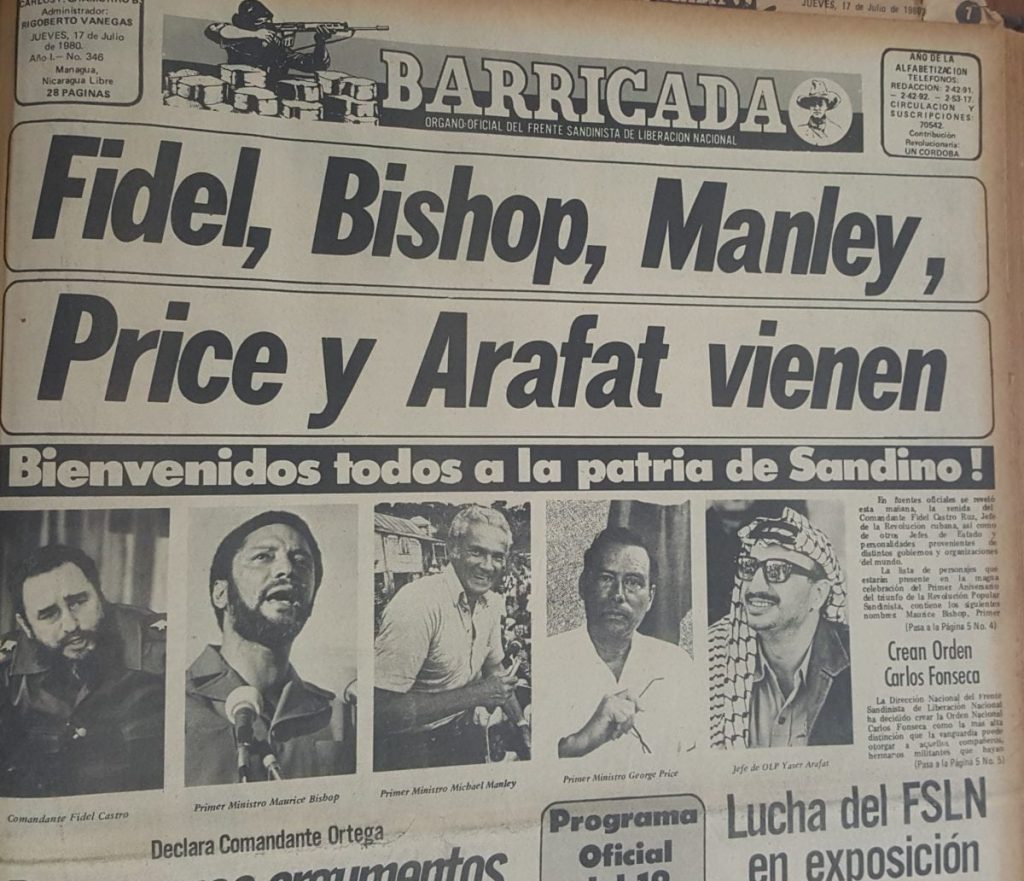 Administrador:
RIGOBERTO VANEGAS
JUEVES, 17 de Julio
de 1980.
Año I.— No. 346
Managua,
Nicaragua Libre
28 PAGINAS
BARRICADA
ORGANO OFICIAL DEL FRENTE SANDINISTA DE LIBERACION NACIONAL
JUEVES, 17 de Julio de 1980
7
AÑO DE LA
ALFABETIZACION
TELEFONOS:
REDACCION: 2-42-91.
— 2-42-92. — 2-53-17.
CIRCULACION Y
SUSCRIPCIONES:
70542.
Contribución
Revolucionaria:
UN CORDOBA
Fidel, Bishop, Manley,
Price y Arafat vienen
Bienvenidos todos a la patria de Sandino!
En fuentes oficiales se reveló
esta mañana, la venida del
Comandante Fidel Castro Ruz, Jefe
de la Revolución cubana, así como
de otros Jefes de Estado y
personalidades provenientes de
distintos gobiernos y organizaciones
del mundo.
La lista de personajes que
estarán presente en la magna
celebración del Primer Aniversario
del triunfo de la Revolución Popular
Sandinista, contiene los siguientes
nombres: Maurice Bishop, Primer
(Pasa a la Página 5 No. 4)
Crean Orden
Carlos Fonseca
La Dirección Nacional del Frente
Sandinista de Liberación Nacional
ha decidido crear la Orden Nacional
Carlos Fonseca como la más alta
distinción que la vanguardia puede
otorgar a aquellos compañeros,
hermanos militantes que hayan
(Pasa a la Página 5 No. 5)
Comandante Fidel Castro
Primer Ministro Maurice Bishop
Primer Ministro Michael Manley
Primer Ministro George Price
Jefe de OLP Yaser Arafat
Declara Comandante Ortega
argumentos
Programa
Oficial
del 19
Lucha del FSLN
en exposición